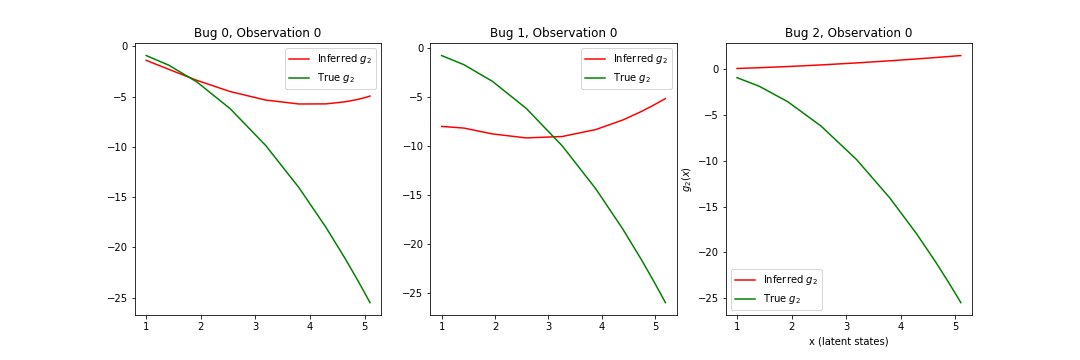 Bug 0, Observation 0
0
−5
−10
−15
−20
−25
1 2 3 4 5
Inferred g₂
True g₂
Bug 1, Observation 0
0
−5
−10
−15
−20
−25
1 2 3 4 5
Inferred g₂
True g₂
Bug 2, Observation 0
g₂(x)
0
−5
−10
−15
−20
−25
1 2 3 4 5
x (latent states)
Inferred g₂
True g₂